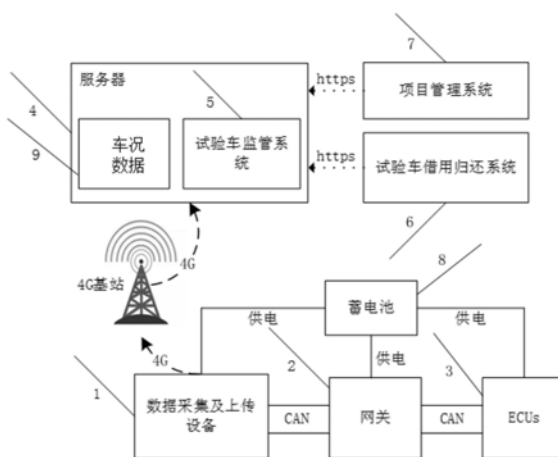 7
服务器
5
https
项目管理系统
4
9
车况
数据
试验车监管系
统
https
试验车借用归还系统
6
4G
4G基站
8
蓄电池
供电
供电
供电
4G
1
2
3
数据采集及上传
设备
CAN
网关
CAN
ECUs